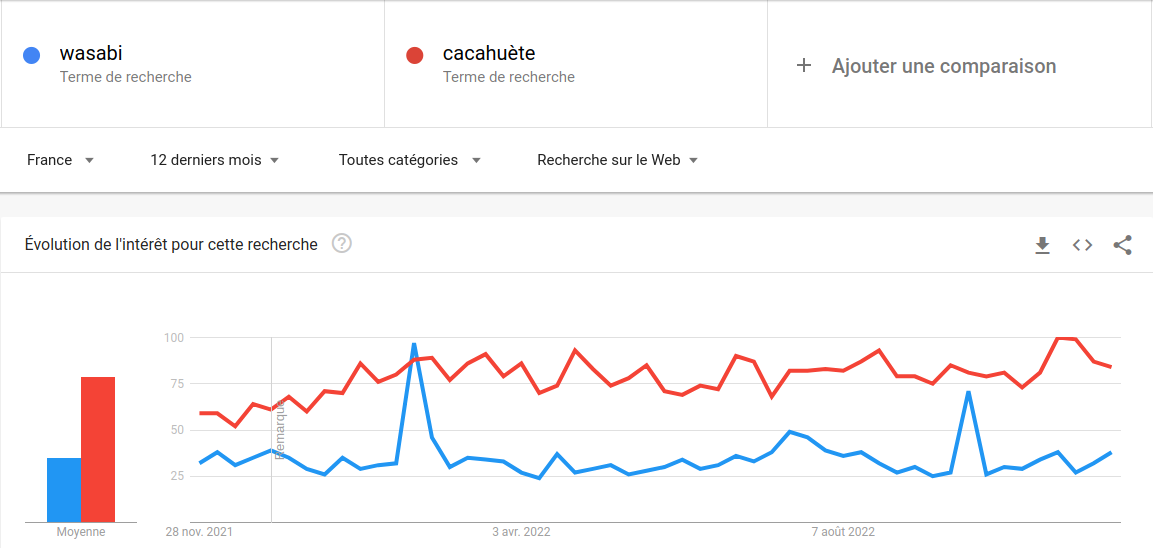 wasabi
Terme de recherche
cacahuète
Terme de recherche
+ Ajouter une comparaison
France
12 derniers mois
Toutes catégories
Recherche sur le Web
Évolution de l'intérêt pour cette recherche
?
100
75
50
25
Remarque
Moyenne
28 nov. 2021
3 avr. 2022
7 août 2022